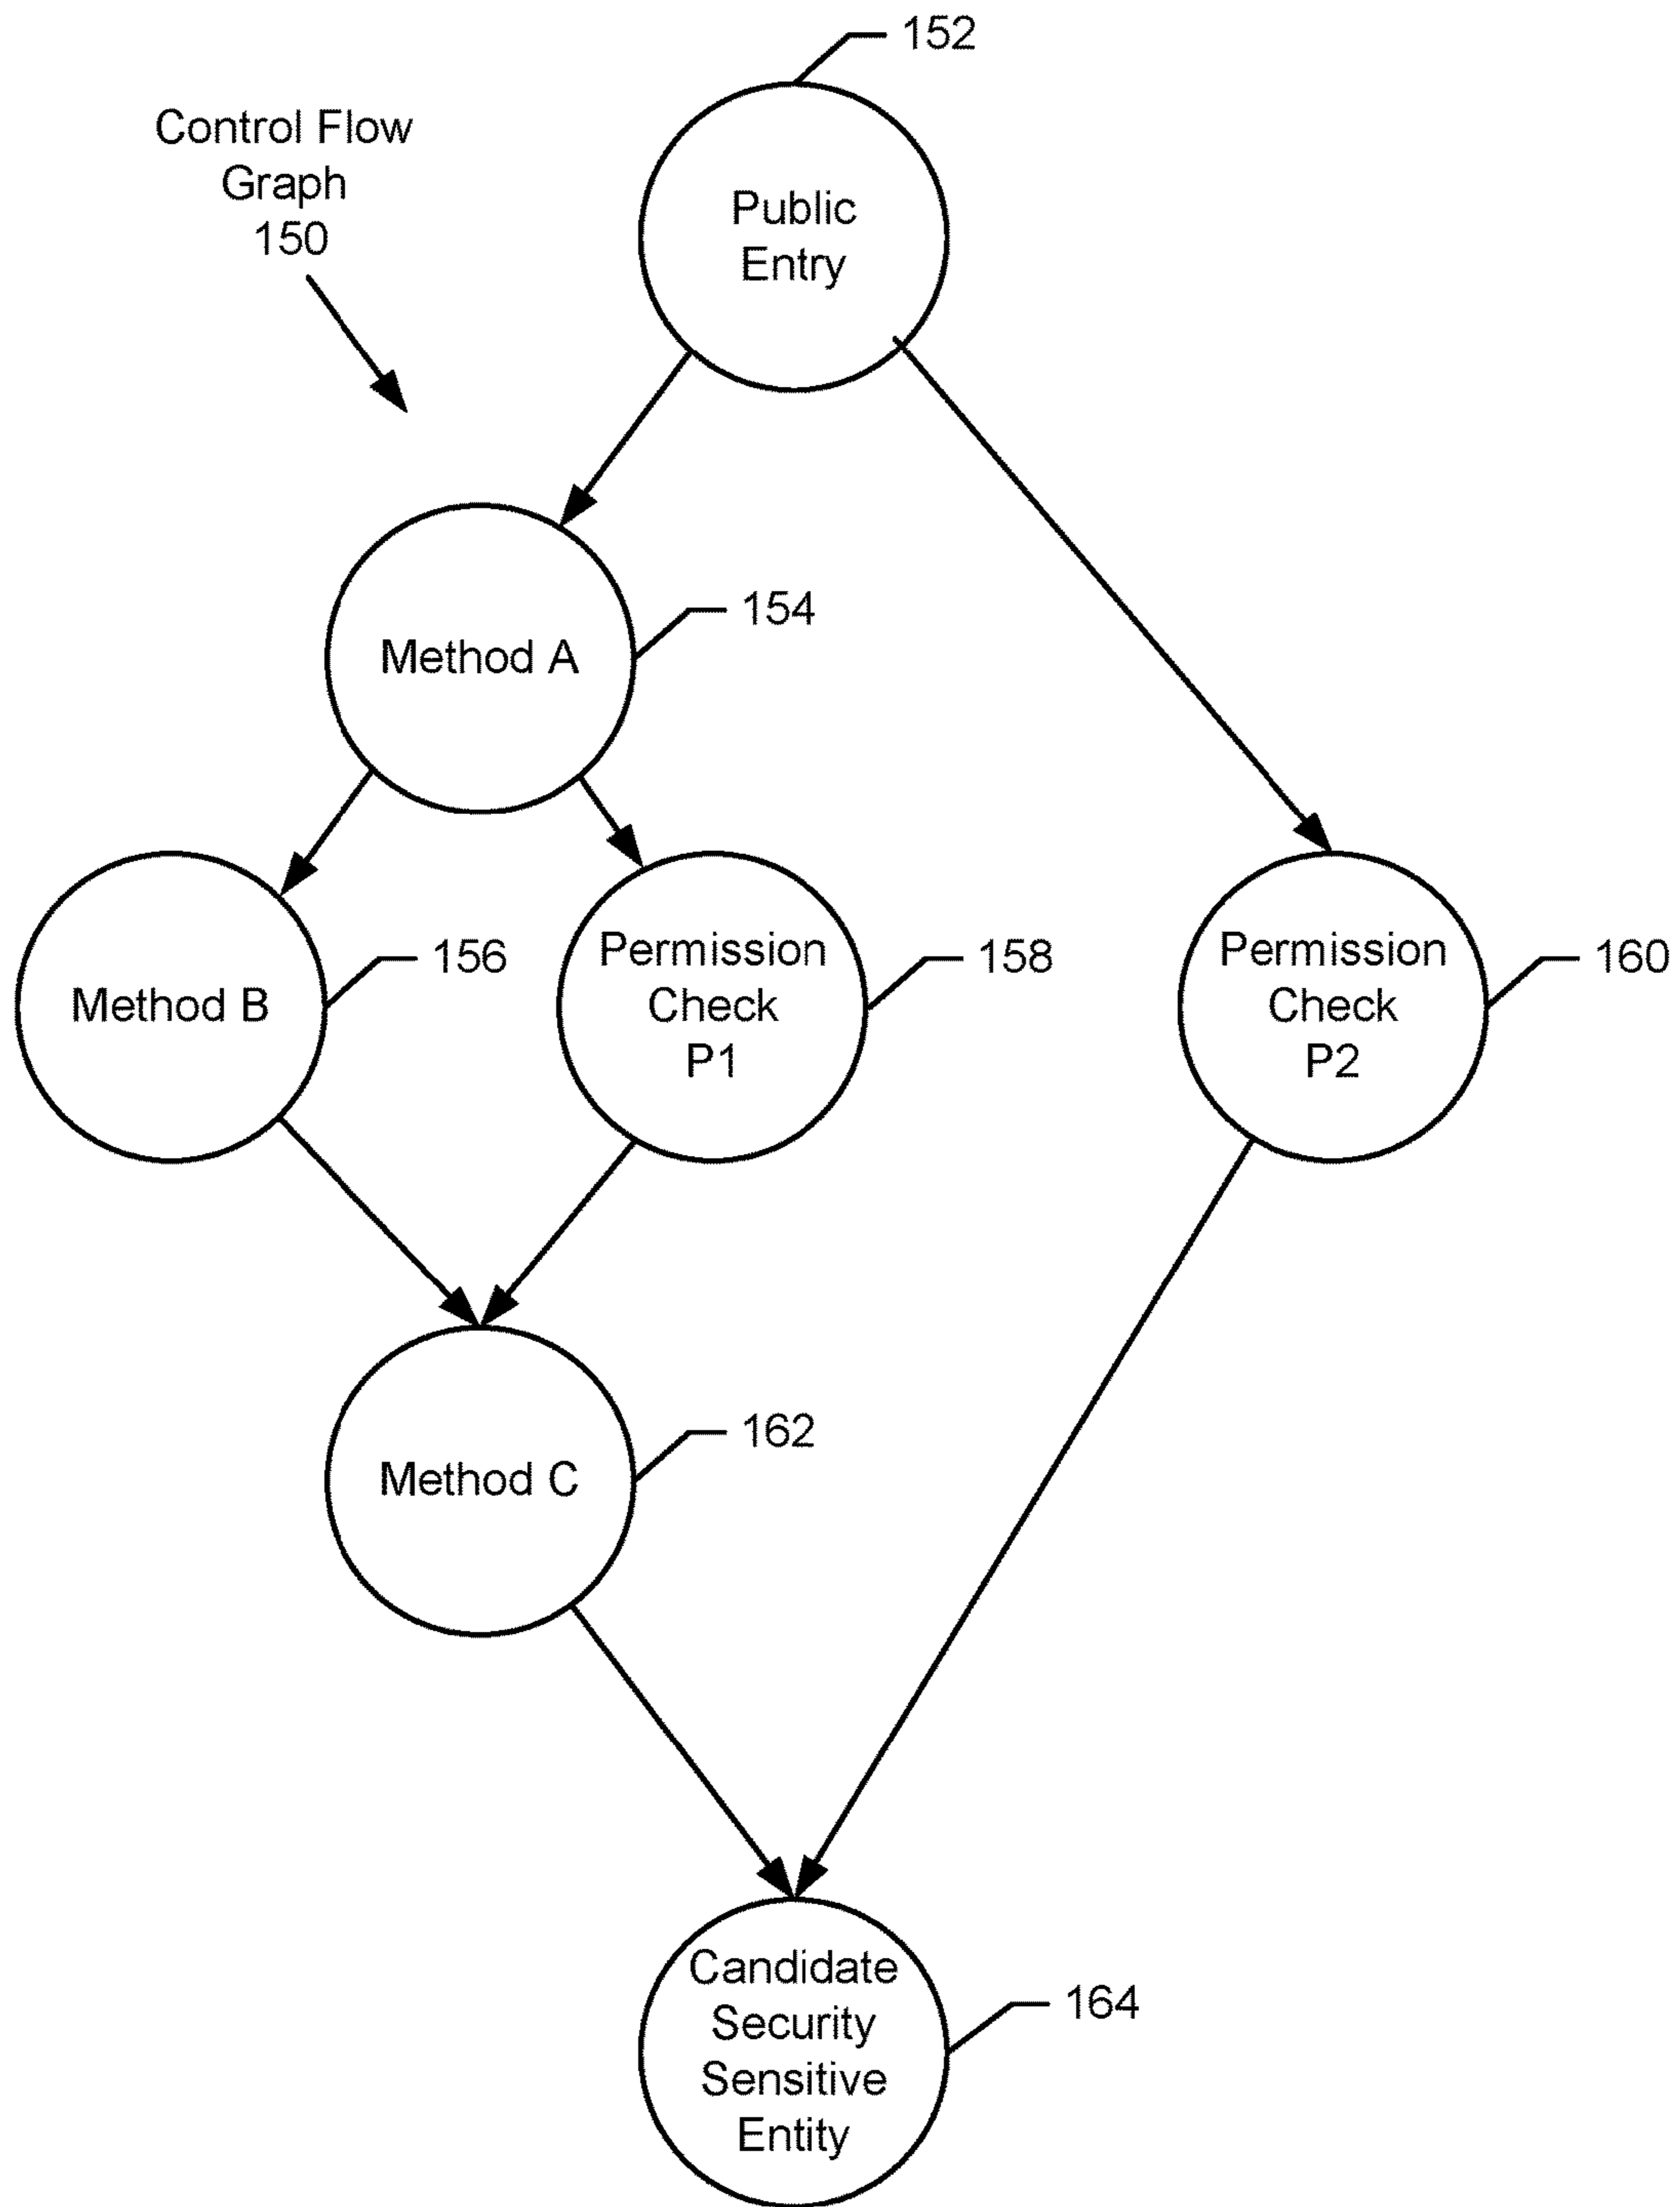 152
Control Flow
Graph
150
Public
Entry
154
Method A
Method B
156
Permission
Check
P1
158
Permission
Check
P2
160
162
Method C
Candidate
Security
Sensitive
Entity
164